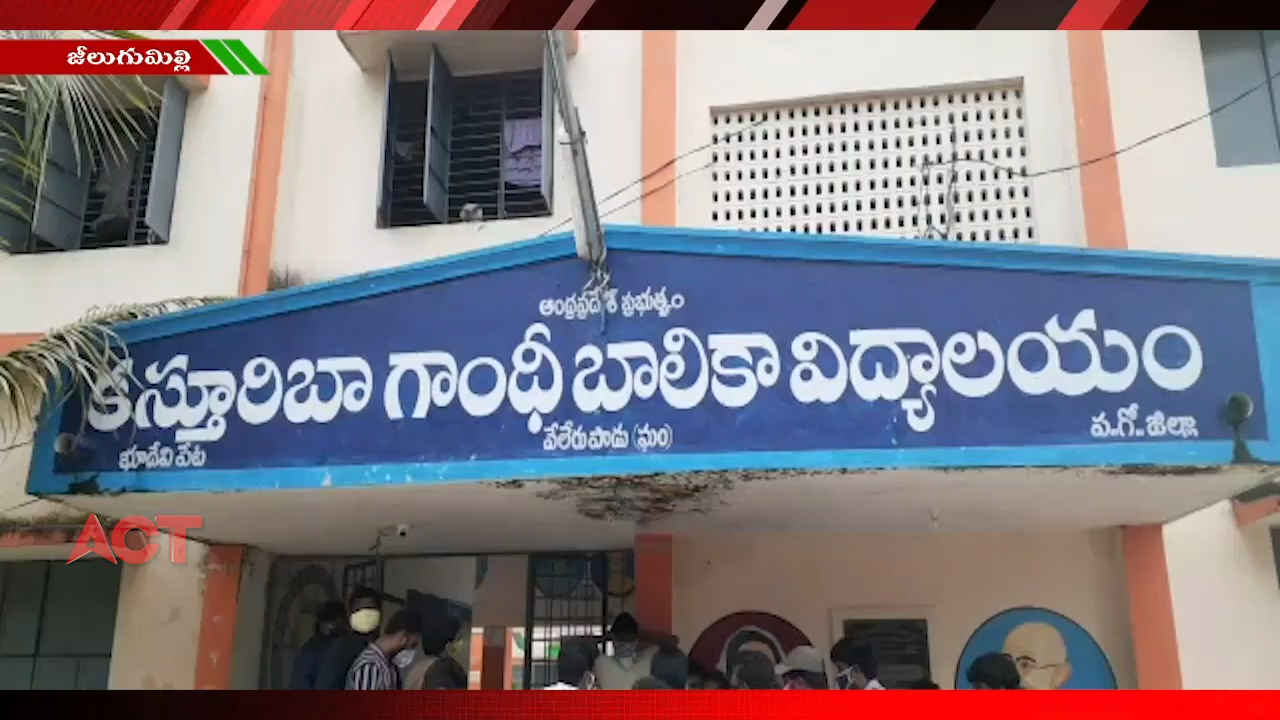 జీలుగుమిల్లి
ఆంధ్రప్రదేశ్ ప్రభుత్వం
కస్తూరిబా గాంధీ బాలికా విద్యాలయం
వేలేరుపాడు (మం)
భూదేవి పేట
ప..గో.. జిల్లా
ACT